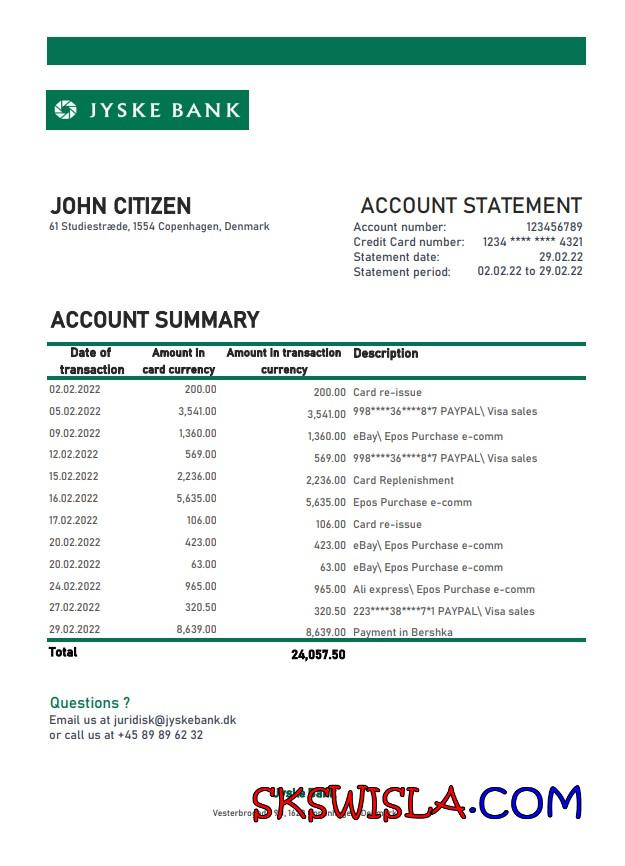 JYSKE BANK
JOHN CITIZEN
61 Studiestræde, 1554 Copenhagen, Denmark
ACCOUNT STATEMENT
Account number: 123456789
Credit Card number: 1234 **** **** 4321
Statement date: 29.02.22
Statement period: 02.02.22 to 29.02.22
ACCOUNT SUMMARY
Date of transaction Amount in card currency Amount in transaction currency Description
02.02.2022 200.00 200.00 Card re-issue
05.02.2022 3,541.00 3,541.00 998****36****8*7 PAYPAL\ Visa sales
09.02.2022 1,360.00 1,360.00 eBay\ Epos Purchase e-comm
12.02.2022 569.00 569.00 998****36****8*7 PAYPAL\ Visa sales
15.02.2022 2,236.00 2,236.00 Card Replenishment
16.02.2022 5,635.00 5,635.00 Epos Purchase e-comm
17.02.2022 106.00 106.00 Card re-issue
20.02.2022 423.00 423.00 eBay\ Epos Purchase e-comm
20.02.2022 63.00 63.00 eBay\ Epos Purchase e-comm
24.02.2022 965.00 965.00 Ali express\ Epos Purchase e-comm
27.02.2022 320.50 320.50 223****38****7*1 PAYPAL\ Visa sales
29.02.2022 8,639.00 8,639.00 Payment in Bershka
Total 24,057.50
Questions ?
Email us at juridisk@jyskebank.dk
or call us at +45 89 89 62 32
SKSWISLA.COM